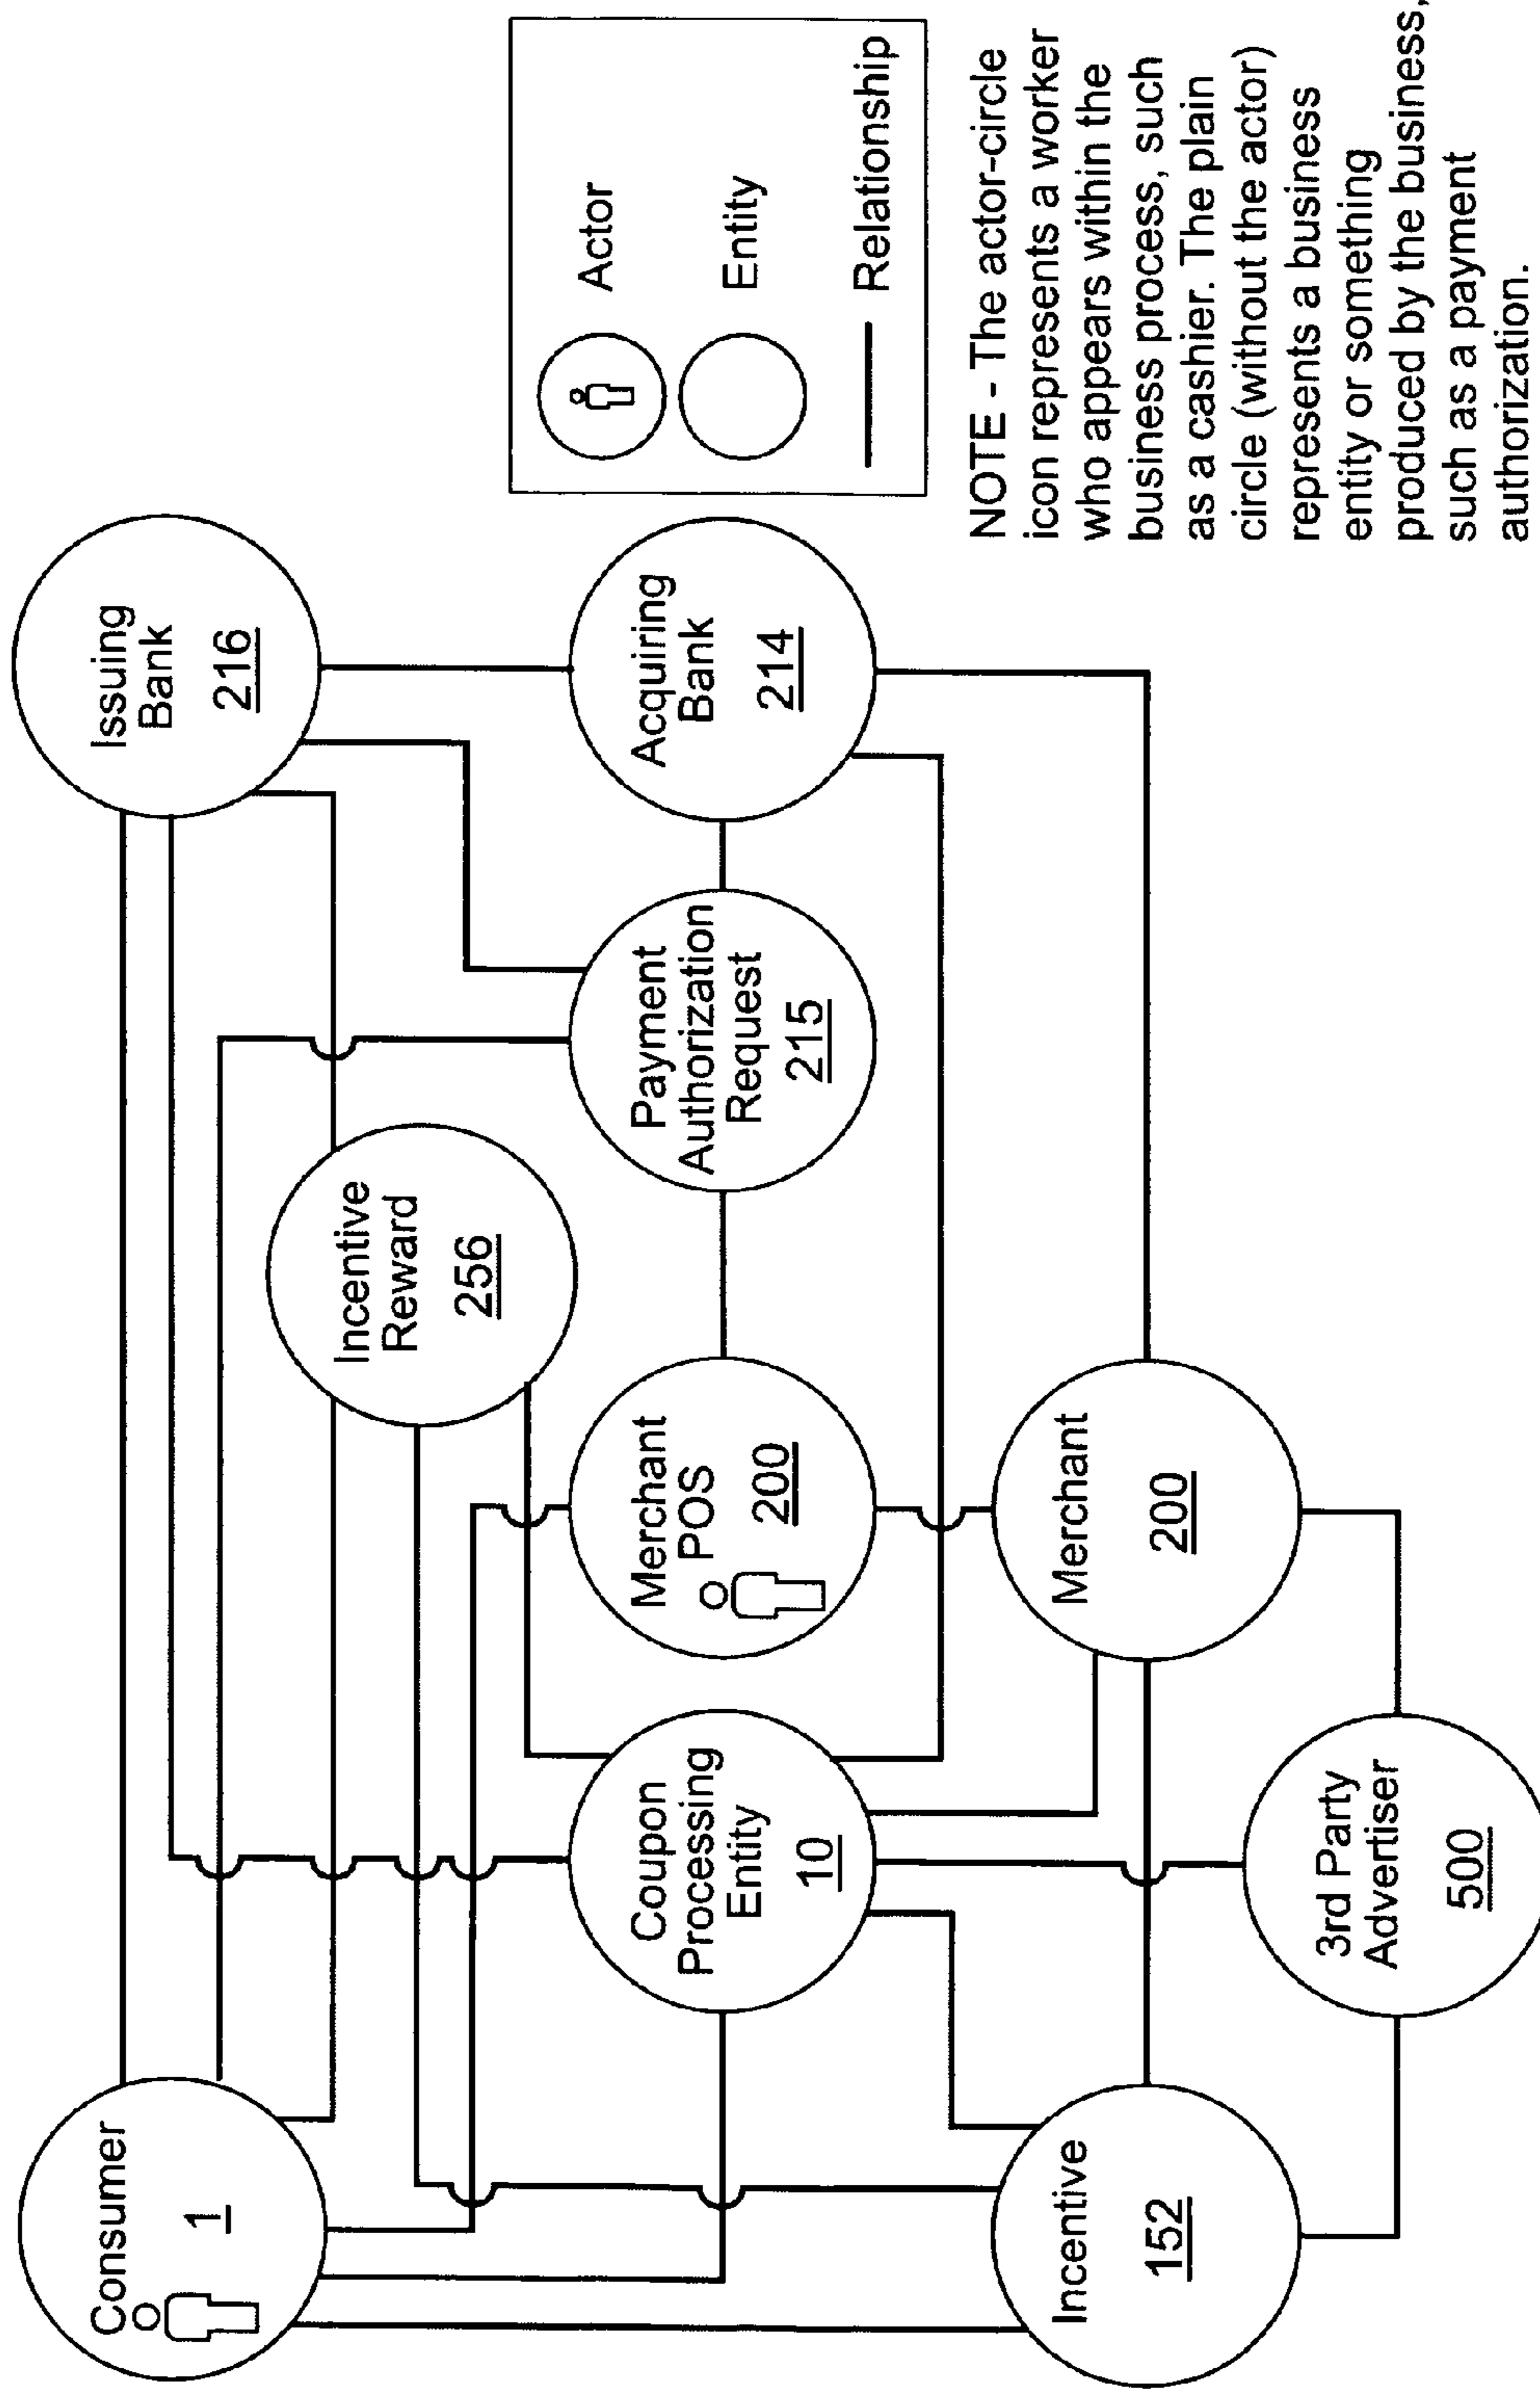 Consumer
1
Issuing
Bank
216
Incentive
Reward
256
Coupon
Processing
Entity
10
Merchant
POS
200
Payment
Authorization
Request
215
Acquiring
Bank
214
Incentive
152
Merchant
200
3rd Party
Advertiser
500
Actor
Entity
Relationship
NOTE - The actor-circle
icon represents a worker
who appears within the
business process, such
as a cashier. The plain
circle (without the actor)
represents a business
entity or something
produced by the business,
such as a payment
authorization.